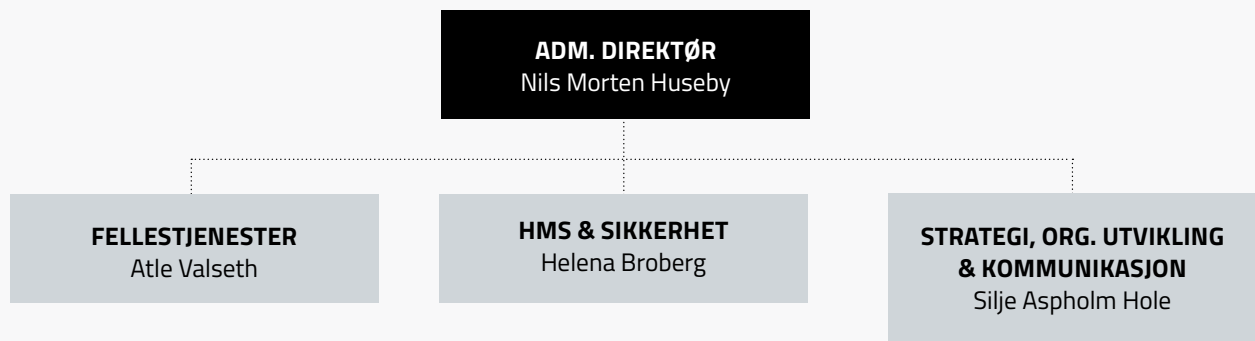 ADM. DIREKTØR
Nils Morten Huseby
FELLESTJENESTER
Atle Valseth
HMS & SIKKERHET
Helena Broberg
STRATEGI, ORG. UTVIKLING
& KOMMUNIKASJON
Silje Aspholm Hole